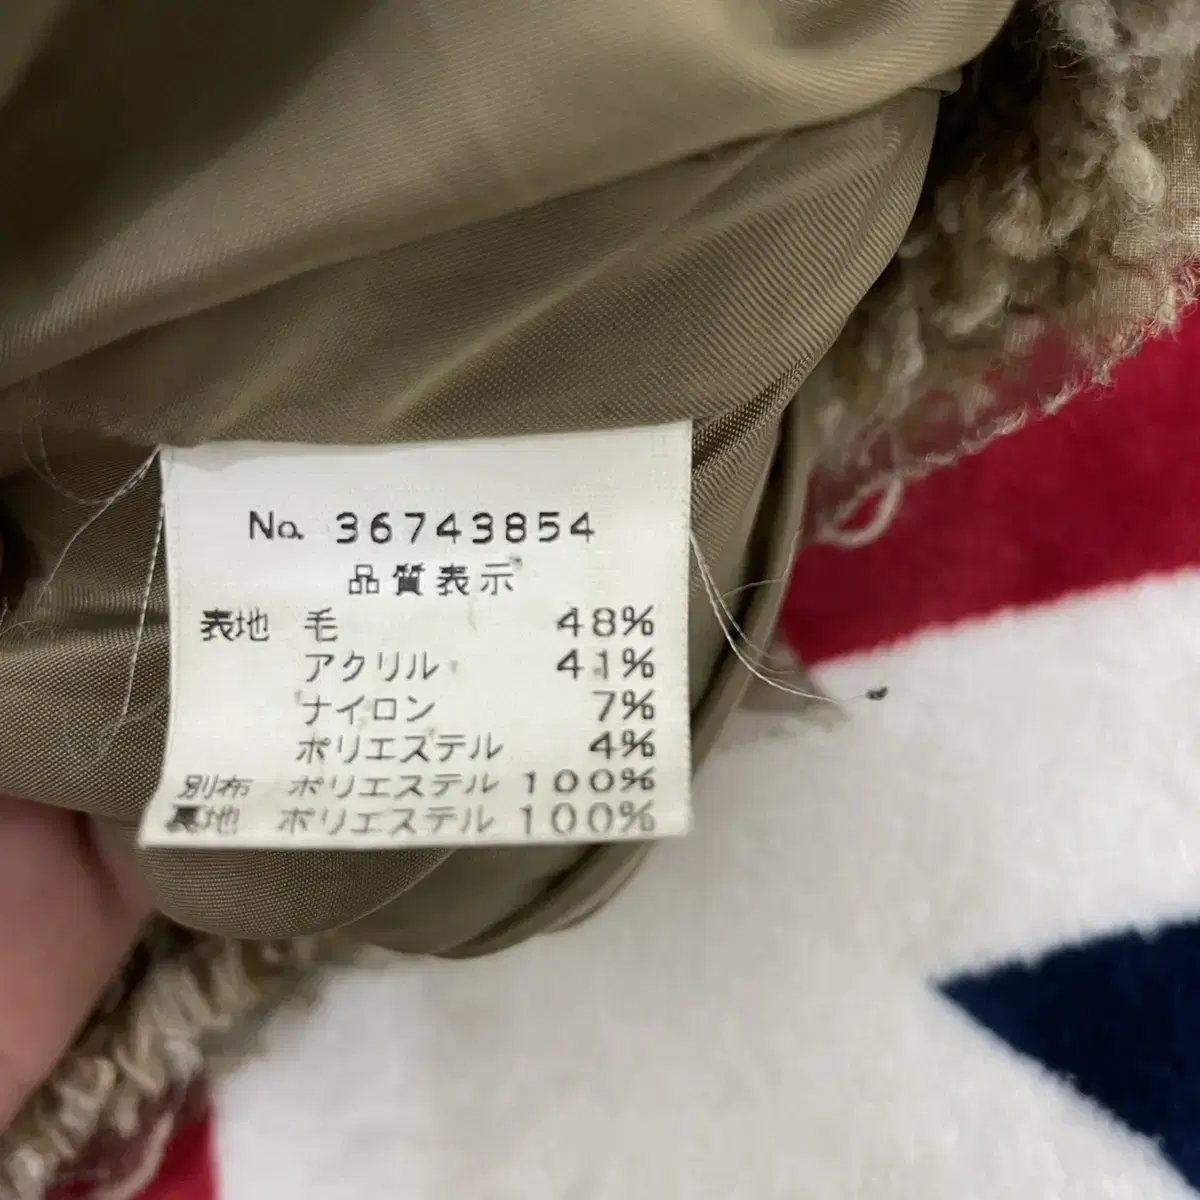 No. 36743854
品質表示
表地 毛 48%
アクリル 41%
ナイロン 7%
ポリエステル 4%
別布 ポリエステル 100%
裏地 ポリエステル 100%